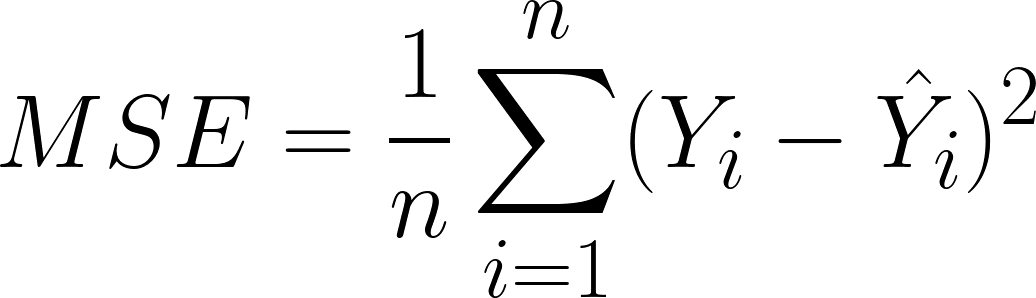 MSE = \frac{1}{n} \sum_{i=1}^{n} (Y_i - \hat{Y}_i)^2